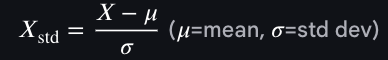 X_std = (X − μ) / σ (μ=mean, σ=std dev)